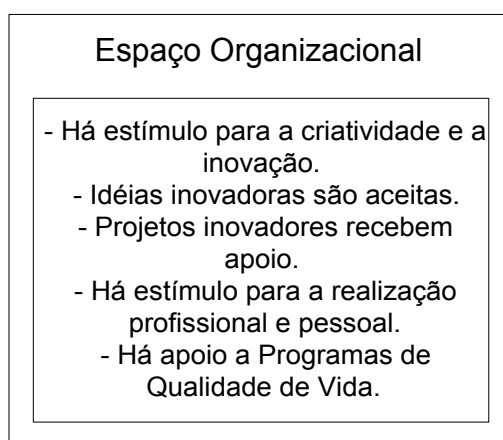 Espaço Organizacional
- Há estímulo para a criatividade e a
inovação.
- Idéias inovadoras são aceitas.
- Projetos inovadores recebem
apoio.
- Há estímulo para a realização
profissional e pessoal.
- Há apoio a Programas de
Qualidade de Vida.